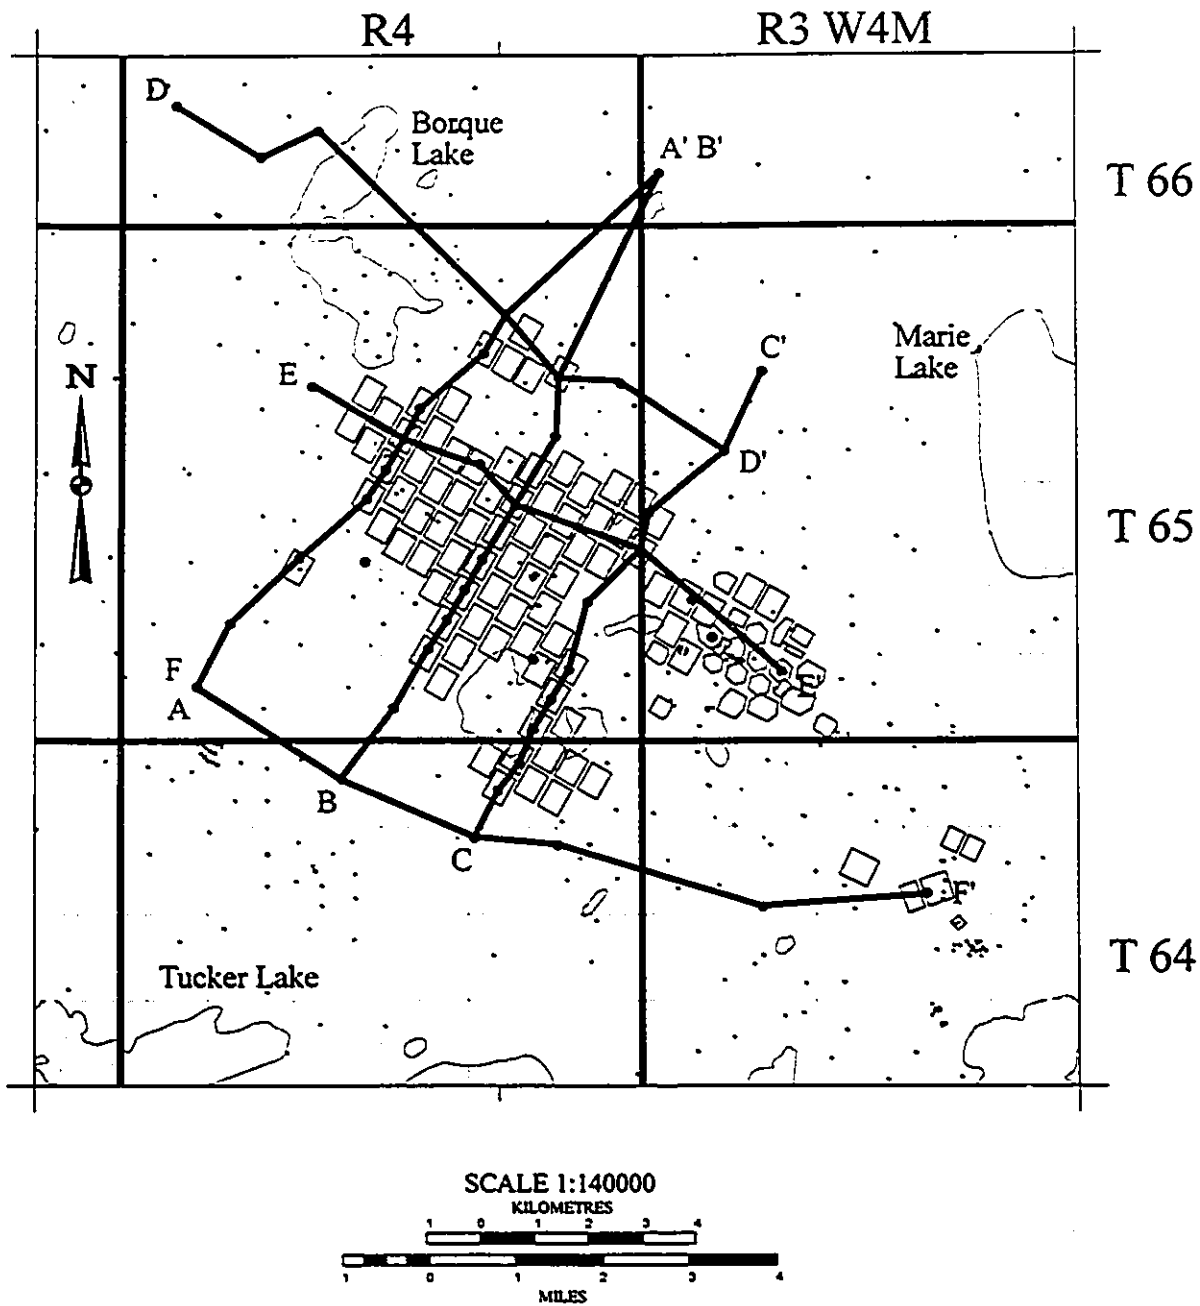 R4
R3 W4M
D
Borque
Lake
A' B'
T 66
Marie
Lake
C'
N
E
D'
T 65
F
A
E'
B
C
F'
T 64
Tucker Lake
SCALE 1:140000
KILOMETRES
1 0 1 2 3 4
1 0 1 2 3 4
MILES